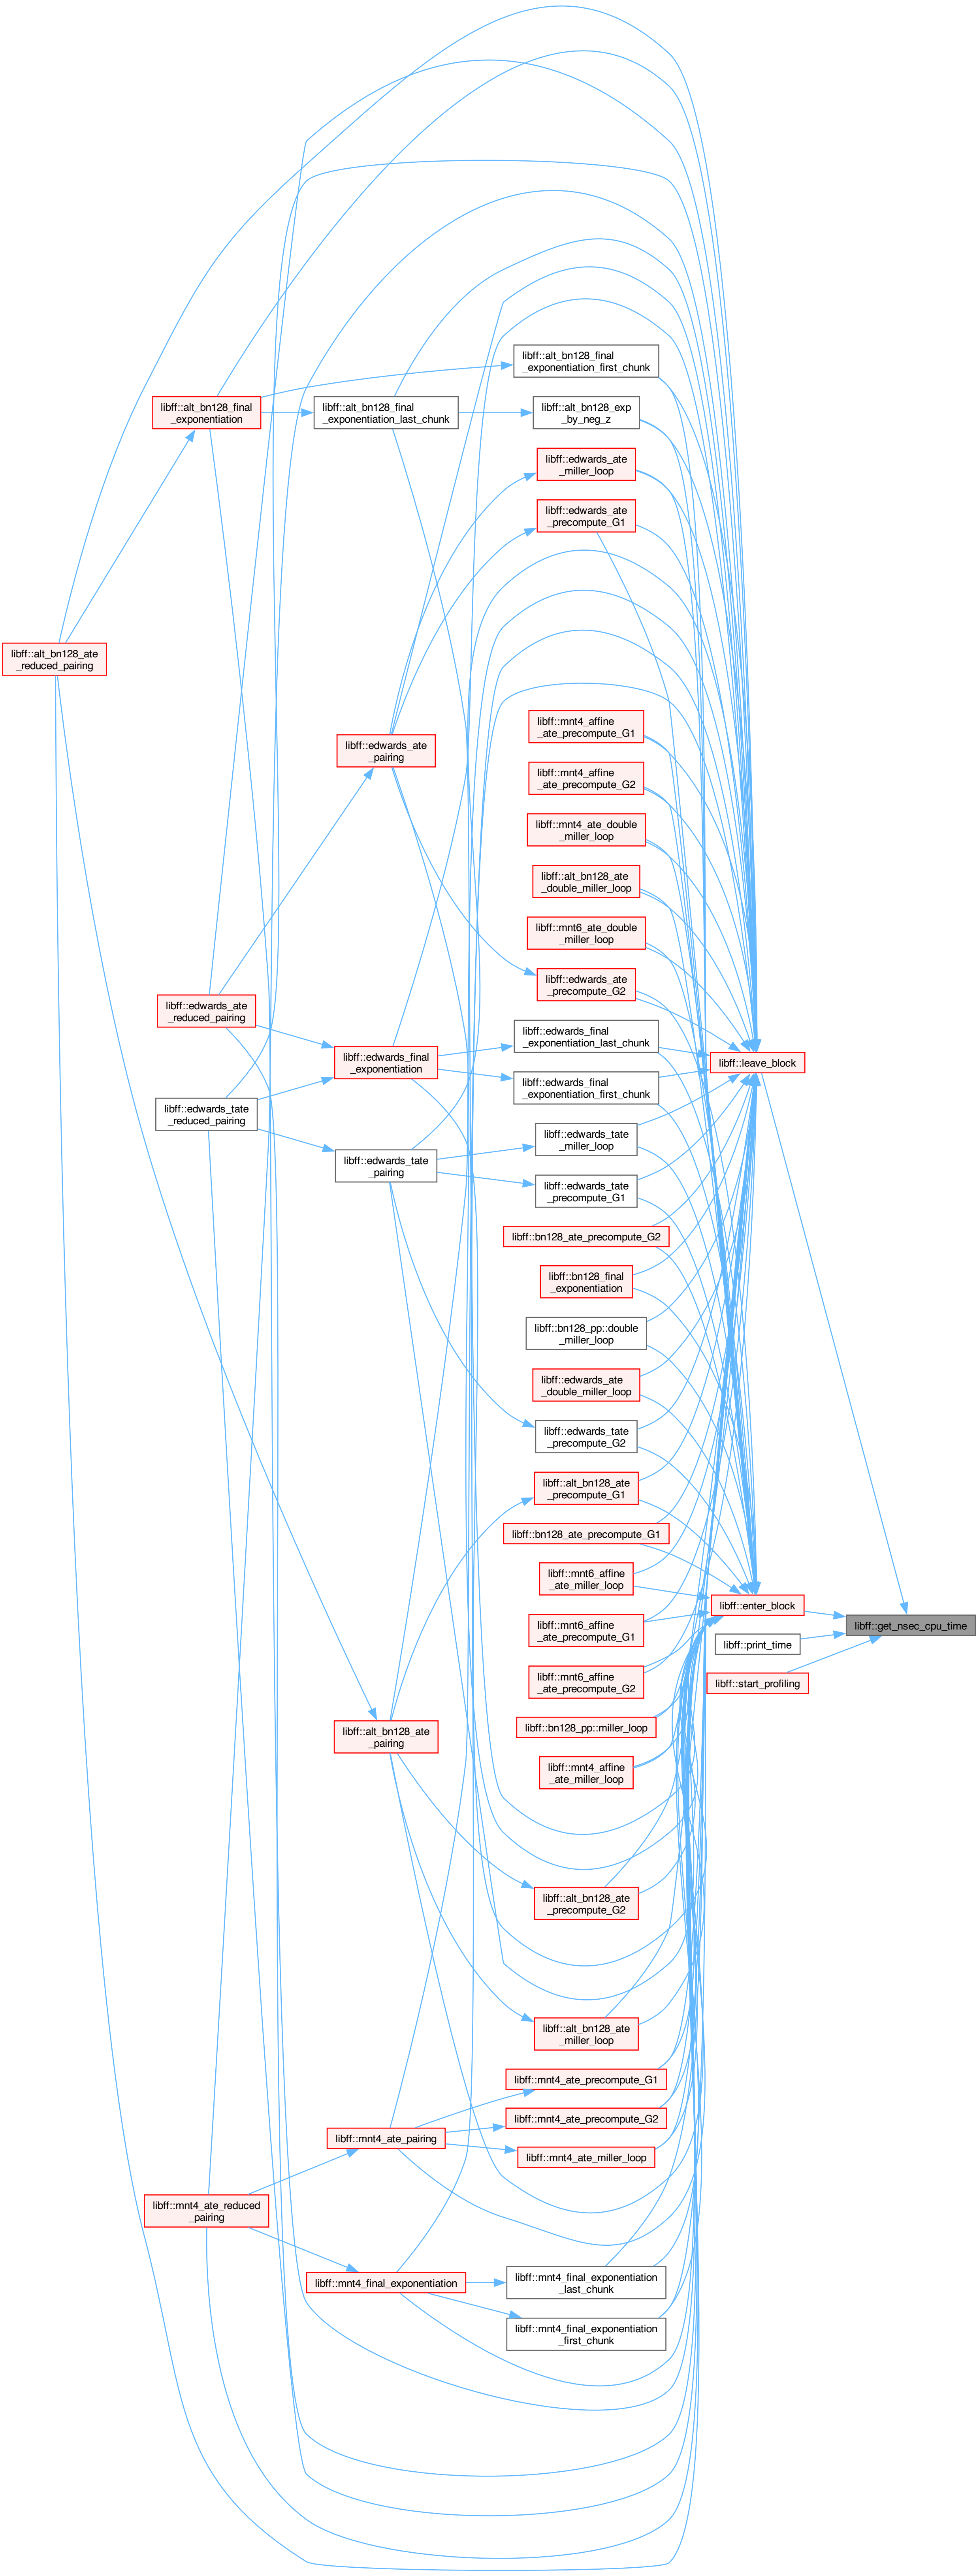 libff::alt_bn128_final
_exponentiation_first_chunk
libff::alt_bn128_final
_exponentiation
libff::alt_bn128_final
_exponentiation_last_chunk
libff::alt_bn128_exp
_by_neg_z
libff::edwards_ate
_miller_loop
libff::edwards_ate
_precompute_G1
libff::alt_bn128_ate
_reduced_pairing
libff::mnt4_affine
_ate_precompute_G1
libff::edwards_ate
_pairing
libff::mnt4_affine
_ate_precompute_G2
libff::mnt4_ate_double
_miller_loop
libff::alt_bn128_ate
_double_miller_loop
libff::mnt6_ate_double
_miller_loop
libff::edwards_ate
_precompute_G2
libff::edwards_ate
_reduced_pairing
libff::edwards_final
_exponentiation_last_chunk
libff::edwards_final
_exponentiation
libff::leave_block
libff::edwards_final
_exponentiation_first_chunk
libff::edwards_tate
_reduced_pairing
libff::edwards_tate
_miller_loop
libff::edwards_tate
_pairing
libff::edwards_tate
_precompute_G1
libff::bn128_ate_precompute_G2
libff::bn128_final
_exponentiation
libff::bn128_pp::double
_miller_loop
libff::edwards_ate
_double_miller_loop
libff::edwards_tate
_precompute_G2
libff::alt_bn128_ate
_precompute_G1
libff::bn128_ate_precompute_G1
libff::mnt6_affine
_ate_miller_loop
libff::enter_block
libff::get_nsec_cpu_time
libff::mnt6_affine
_ate_precompute_G1
libff::print_time
libff::mnt6_affine
_ate_precompute_G2
libff::start_profiling
libff::bn128_pp::miller_loop
libff::alt_bn128_ate
_pairing
libff::mnt4_affine
_ate_miller_loop
libff::alt_bn128_ate
_precompute_G2
libff::alt_bn128_ate
_miller_loop
libff::mnt4_ate_precompute_G1
libff::mnt4_ate_precompute_G2
libff::mnt4_ate_pairing
libff::mnt4_ate_miller_loop
libff::mnt4_ate_reduced
_pairing
libff::mnt4_final_exponentiation
libff::mnt4_final_exponentiation
_last_chunk
libff::mnt4_final_exponentiation
_first_chunk